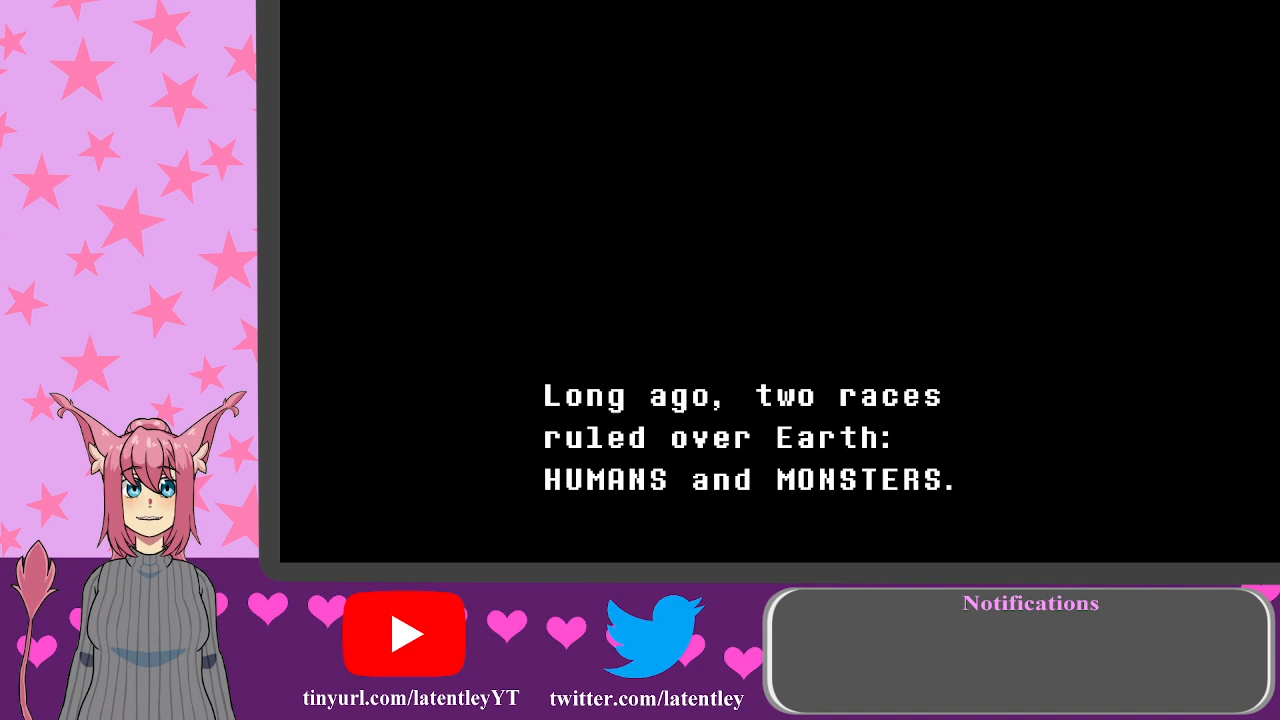 Long ago, two races
ruled over Earth:
HUMANS and MONSTERS.
Notifications
tinyurl.com/latentleyYT
twitter.com/latentley